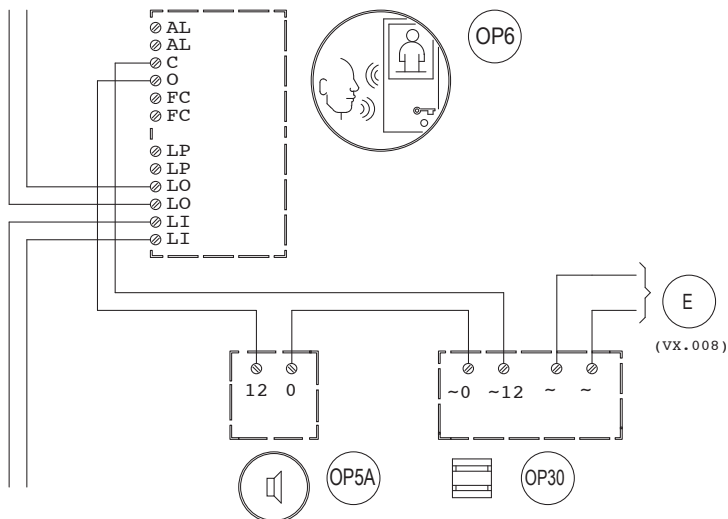 AL
AL
C
O
FC
FC
LP
LP
LO
LO
LI
LI
OP6
E
(VX.008)
12 0
~0 ~12 ~ ~
OP5A
OP30